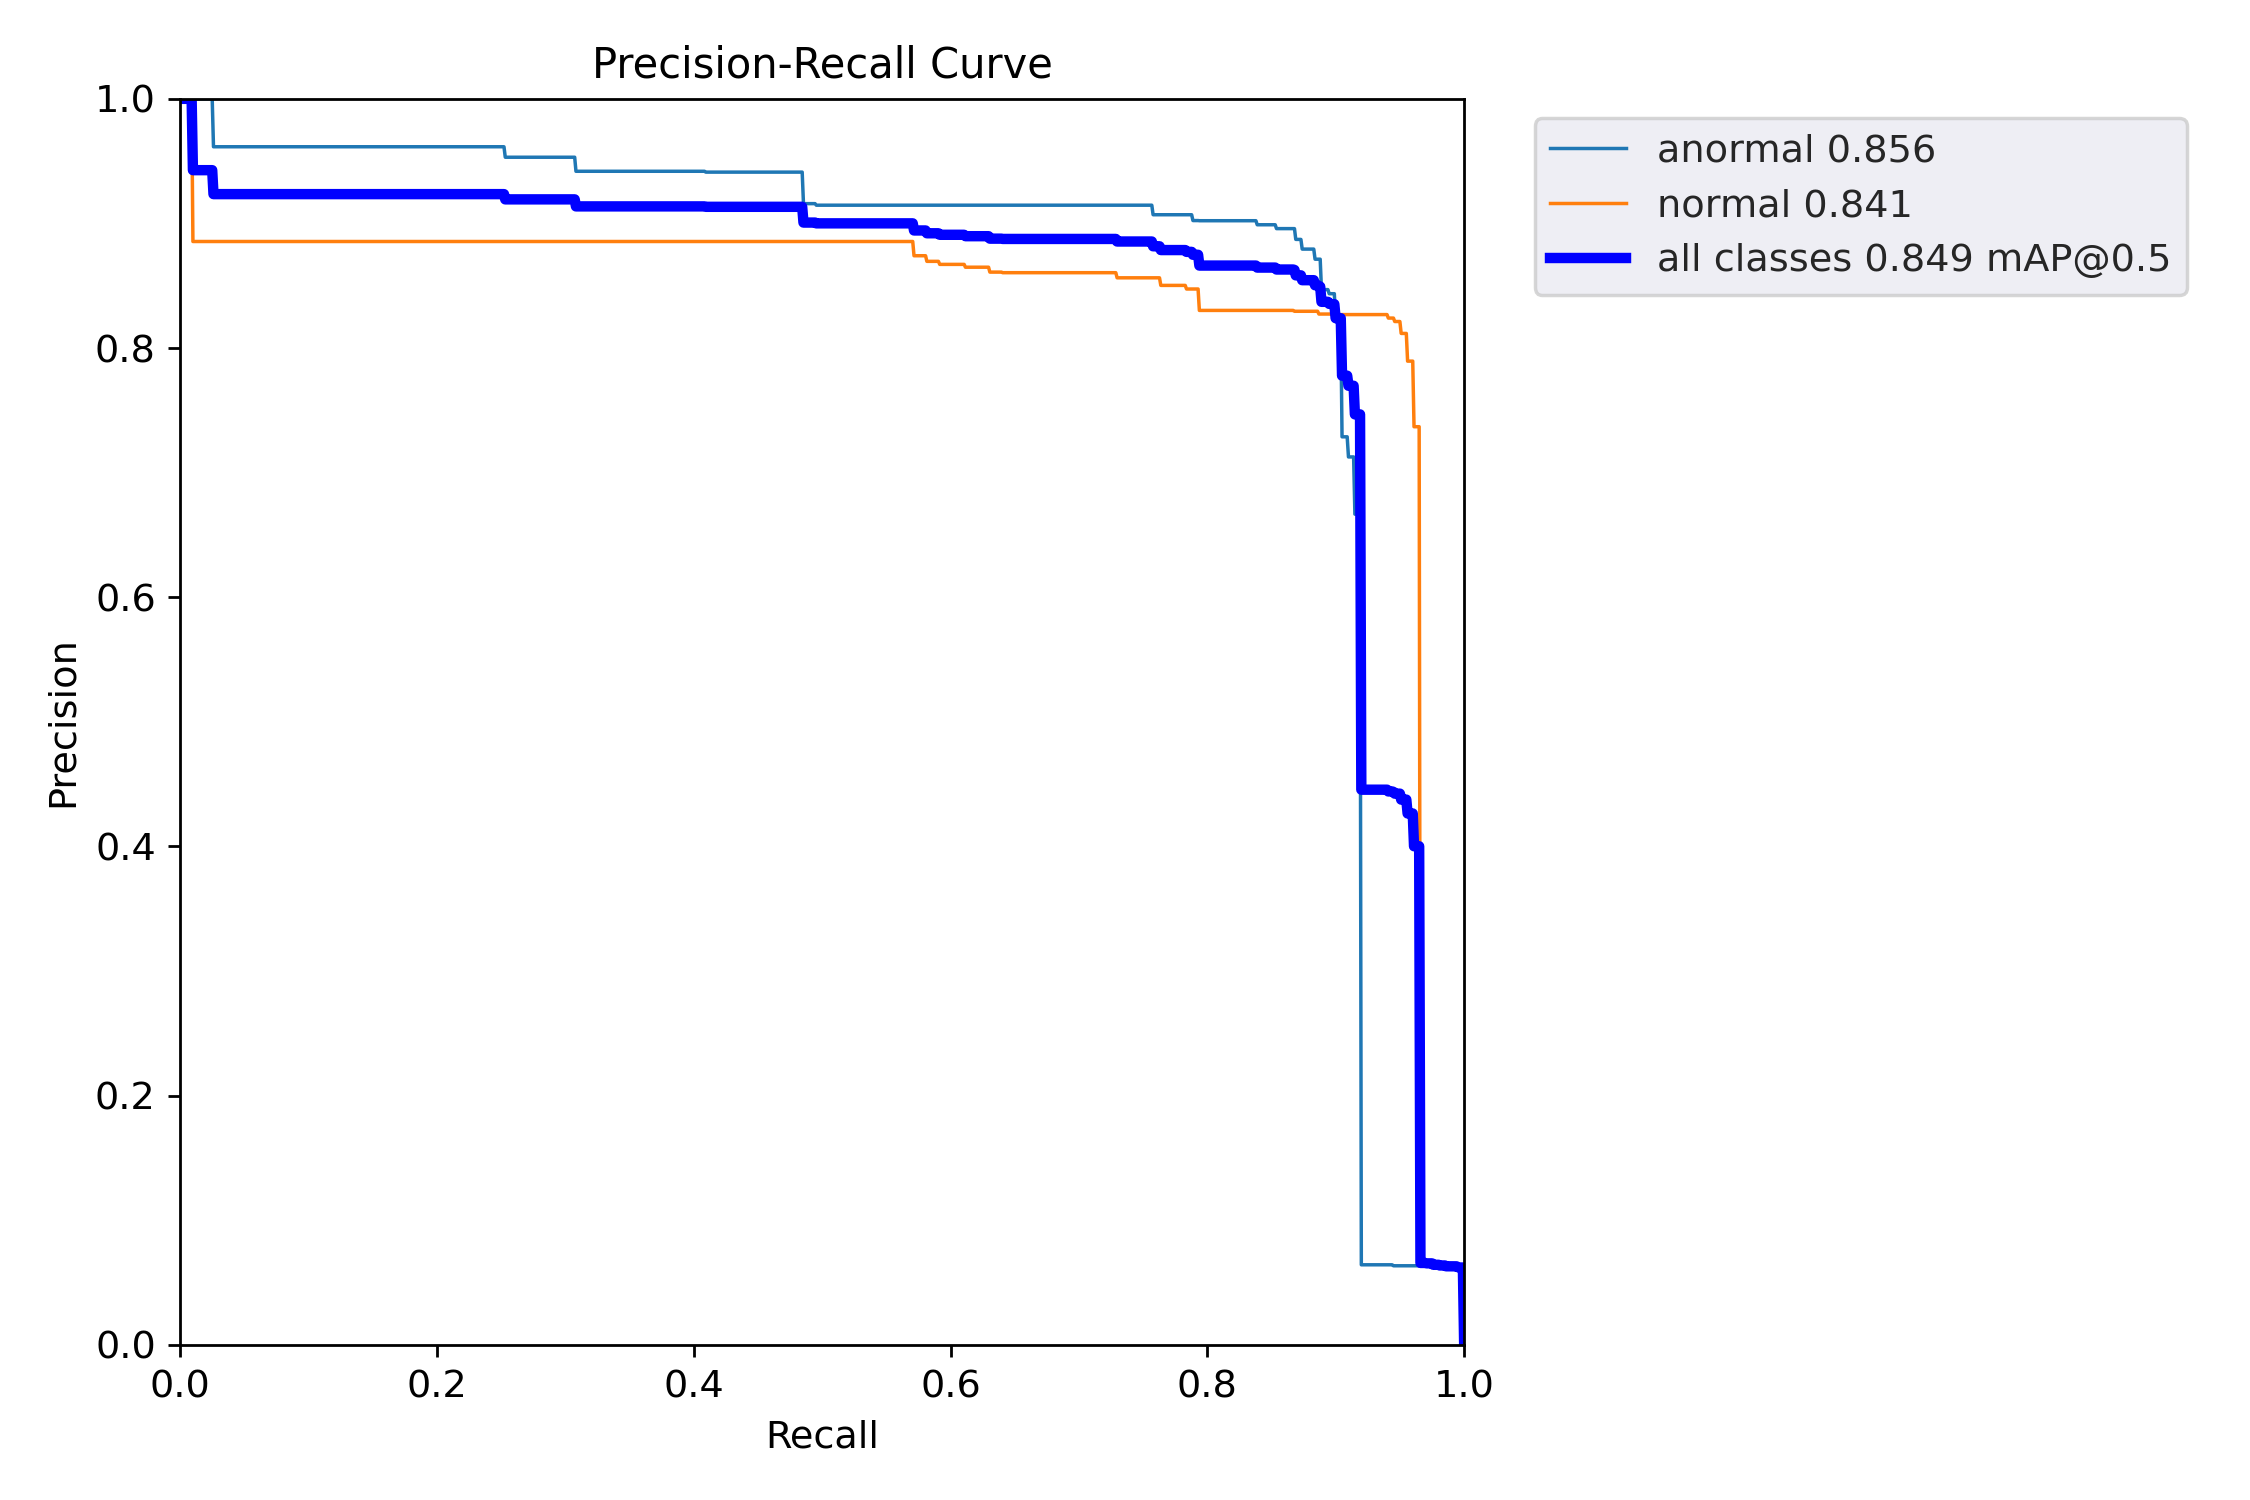 Precision-Recall Curve
1.0
0.8
0.6
0.4
0.2
0.0
Precision
0.0 0.2 0.4 0.6 0.8 1.0
Recall
anormal 0.856
normal 0.841
all classes 0.849 mAP@0.5